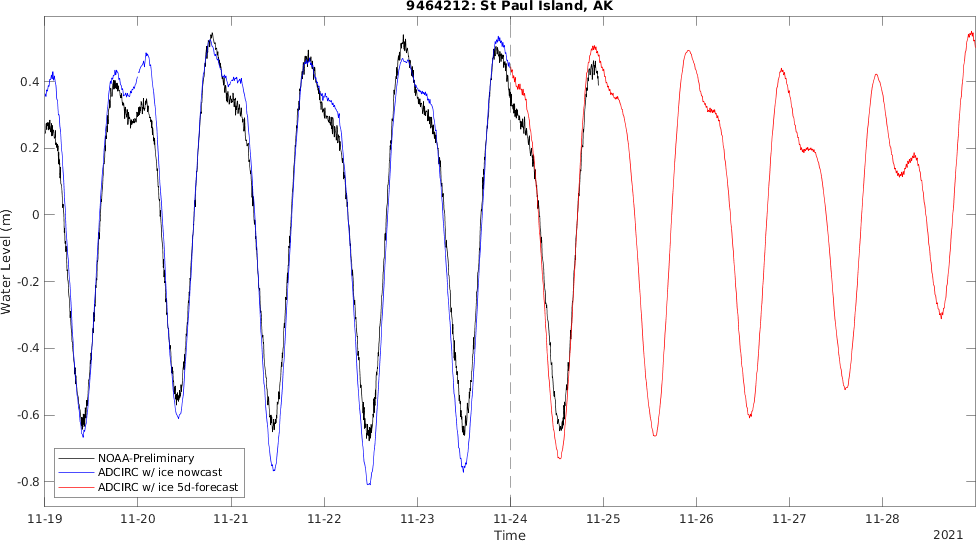 9464212: St Paul Island, AK
Water Level (m)
0.4
0.2
0
-0.2
-0.4
-0.6
-0.8
NOAA-Preliminary
ADCIRC w/ ice nowcast
ADCIRC w/ ice 5d-forecast
11-19 11-20 11-21 11-22 11-23 11-24 11-25 11-26 11-27 11-28
Time
2021